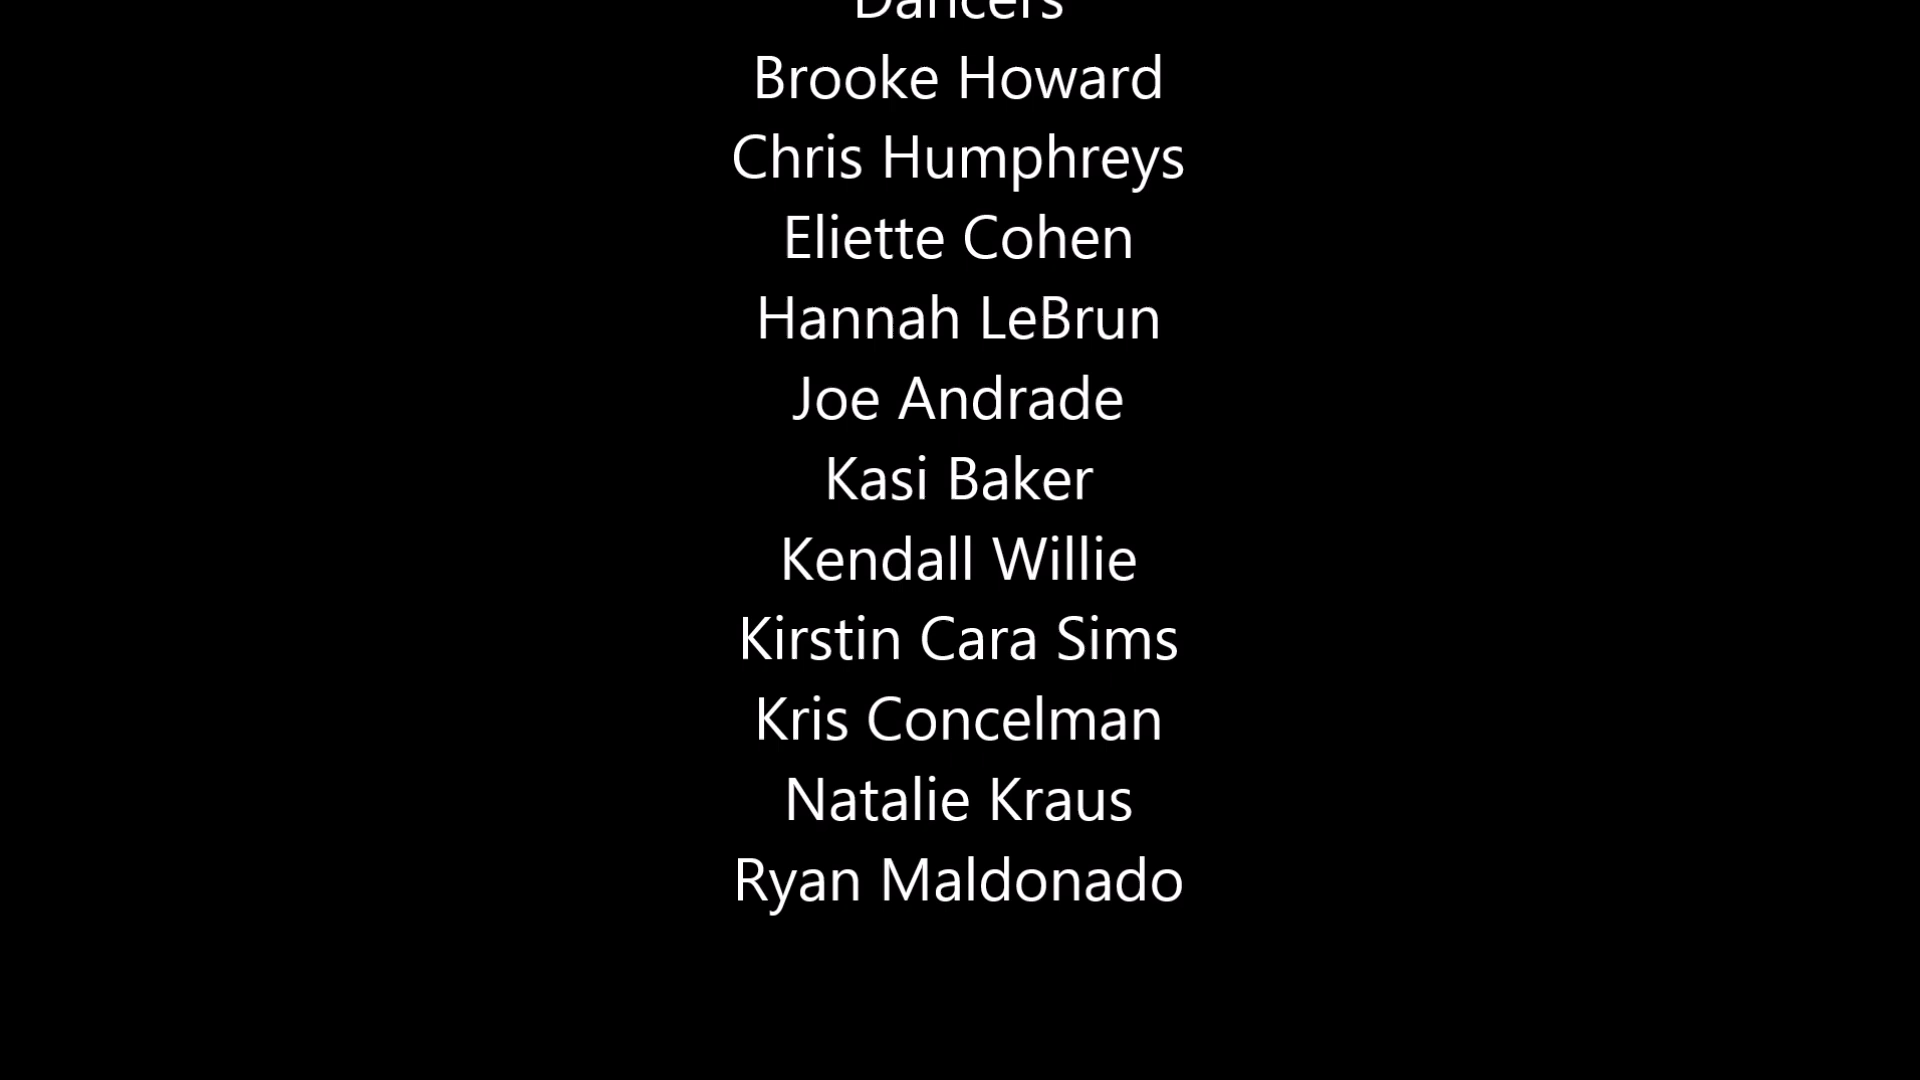 Dancers
Brooke Howard
Chris Humphreys
Eliette Cohen
Hannah LeBrun
Joe Andrade
Kasi Baker
Kendall Willie
Kirstin Cara Sims
Kris Concelman
Natalie Kraus
Ryan Maldonado